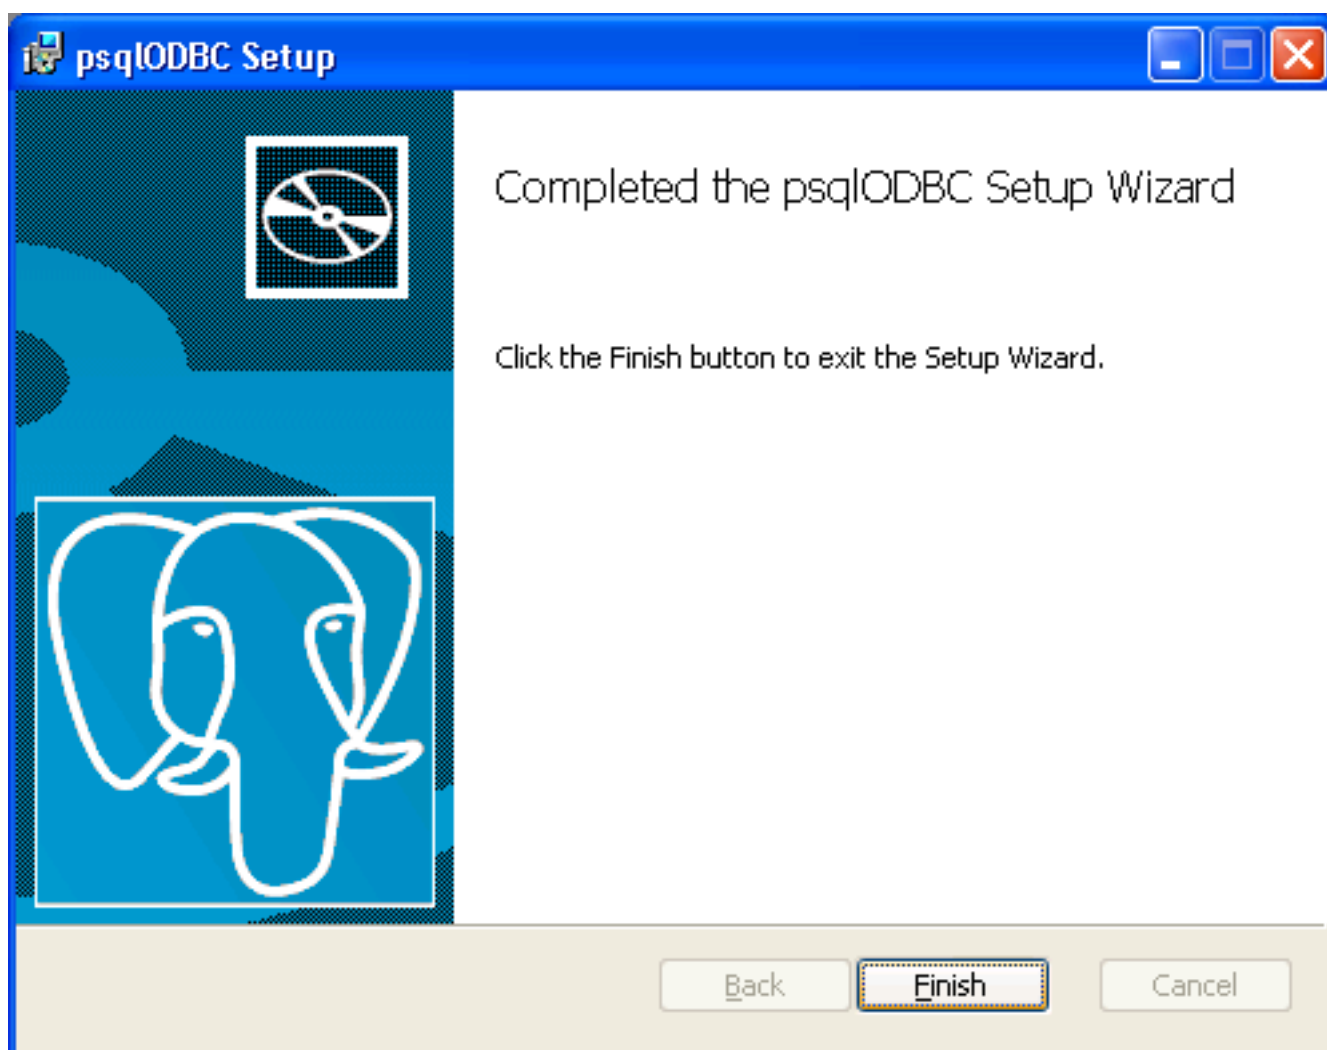 psqlODBC Setup
Completed the psqlODBC Setup Wizard
Click the Finish button to exit the Setup Wizard.
Back Finish Cancel